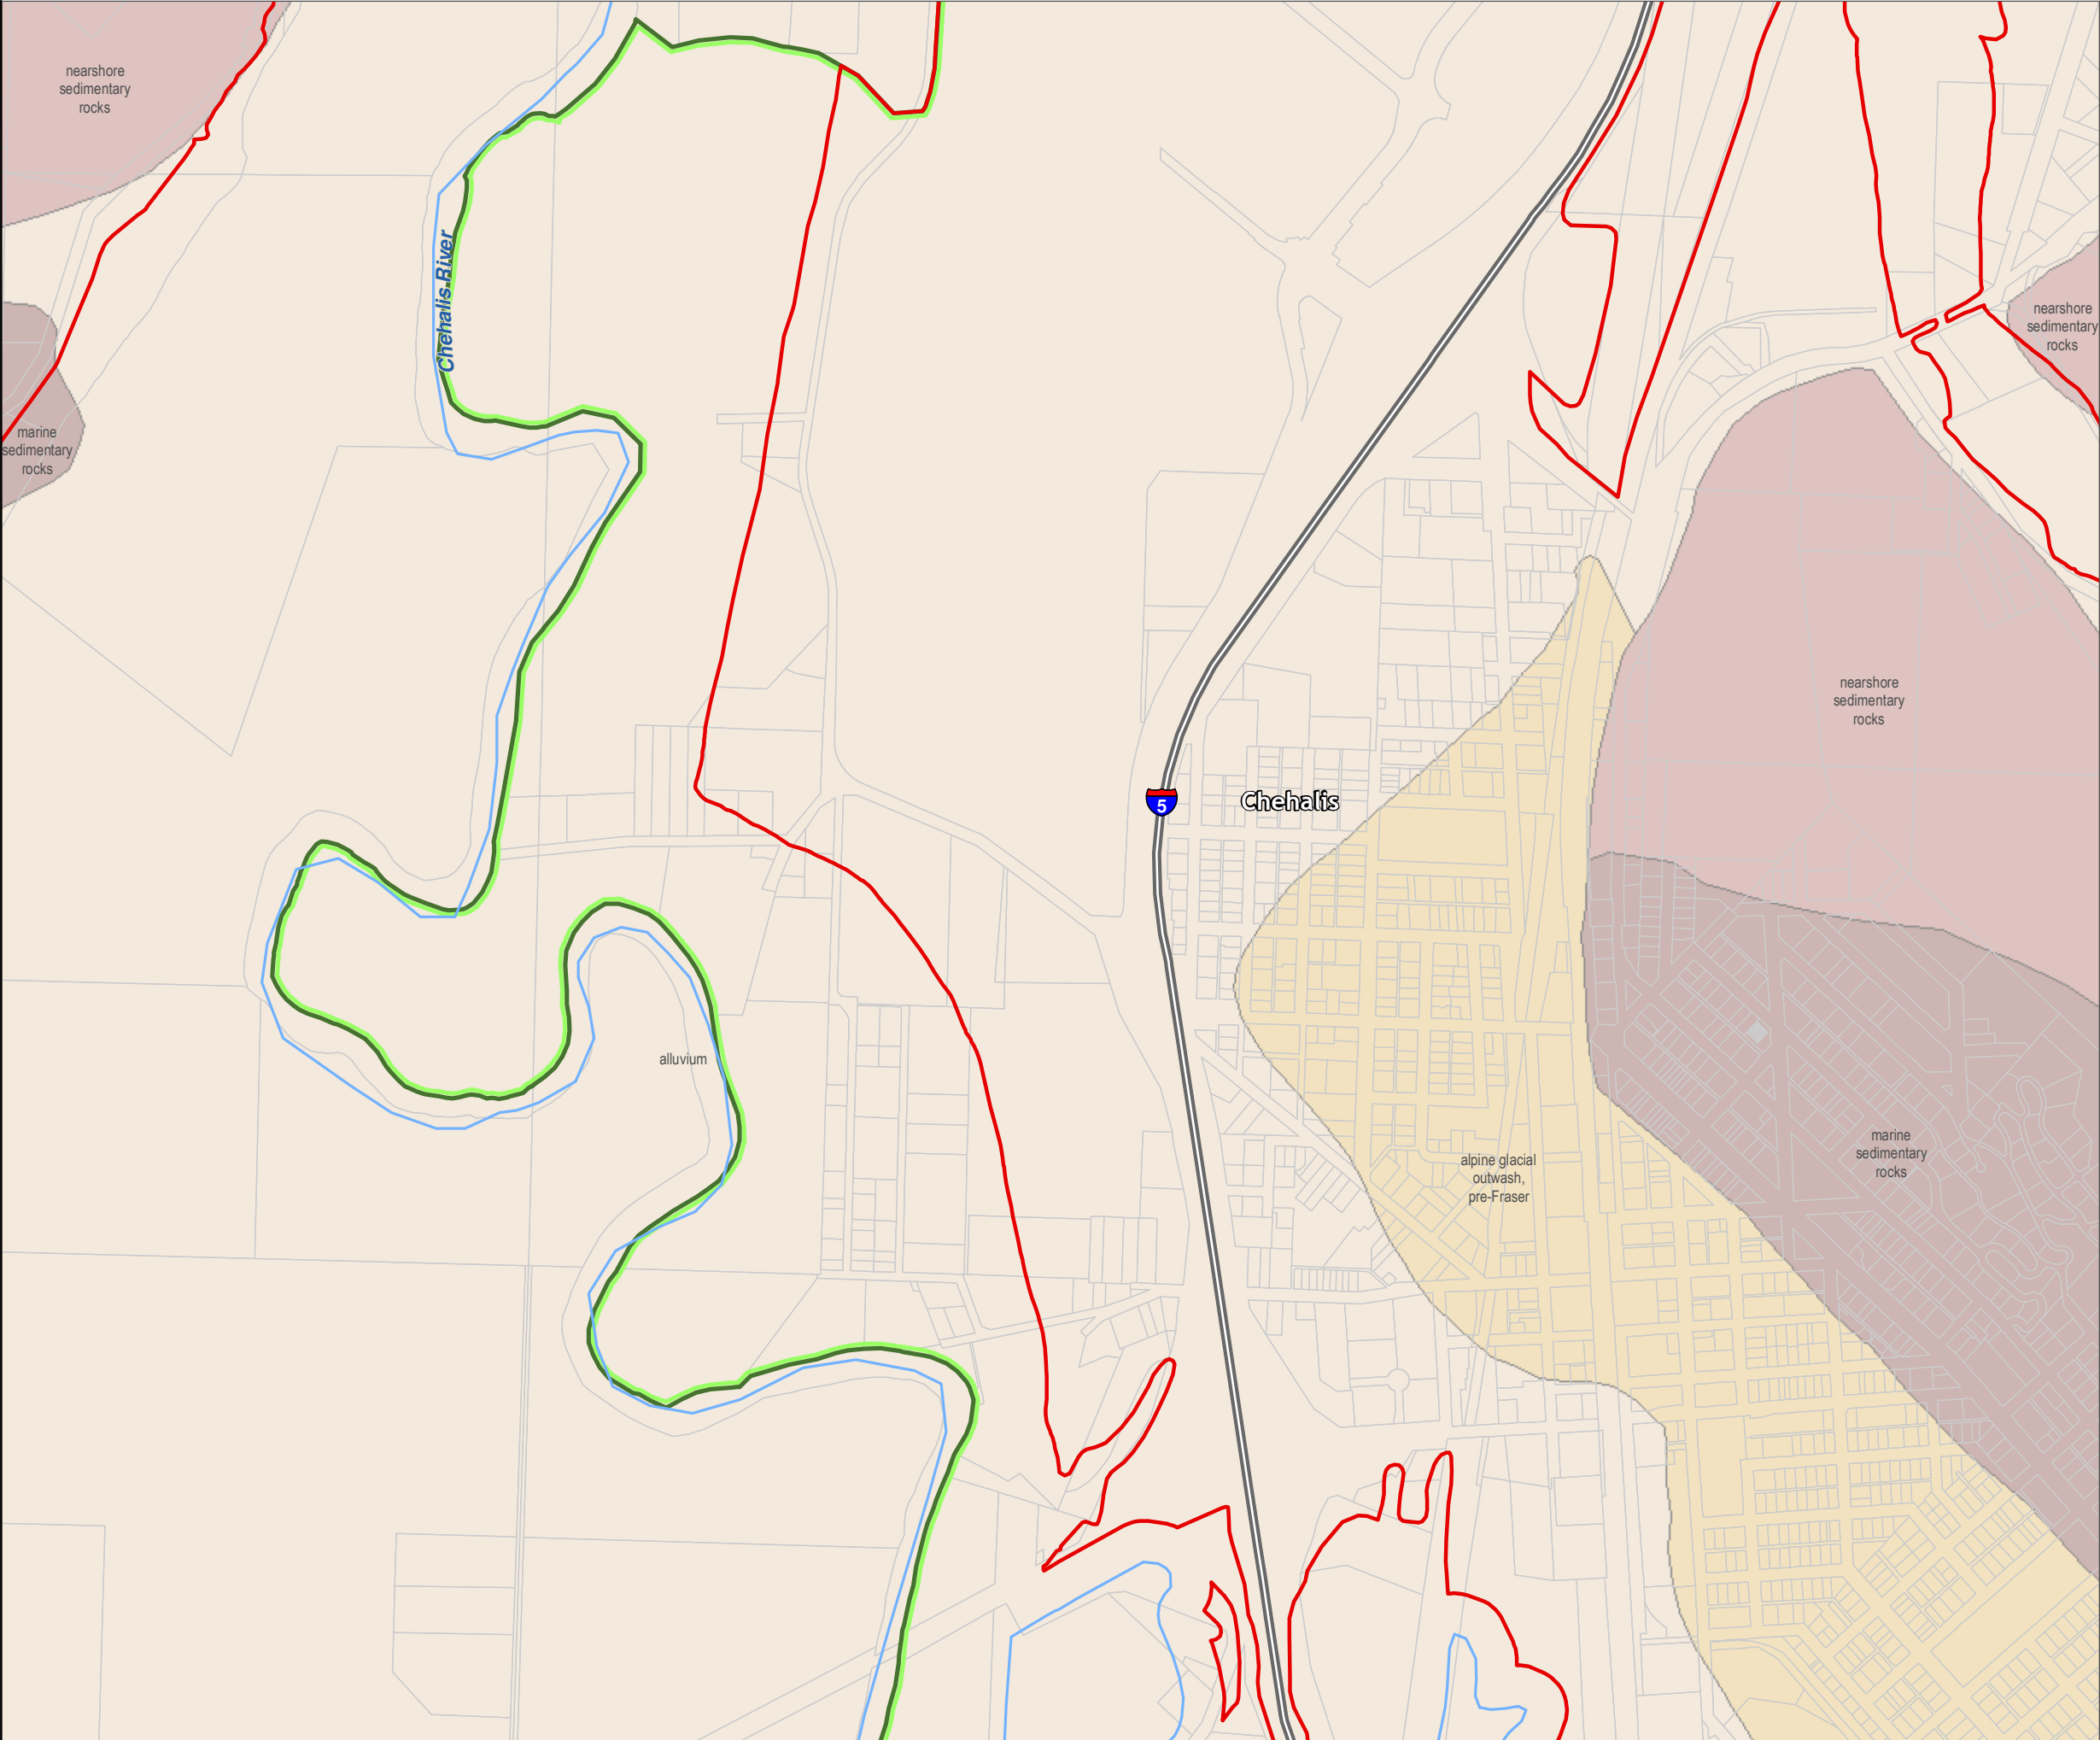 nearshore
sedimentary
rocks
Chehalis River
nearshore
sedimentary
rocks
marine
sedimentary
rocks
nearshore
sedimentary
rocks
5
Chehalis
alluvium
marine
sedimentary
rocks
alpine glacial
outwash,
pre-Fraser